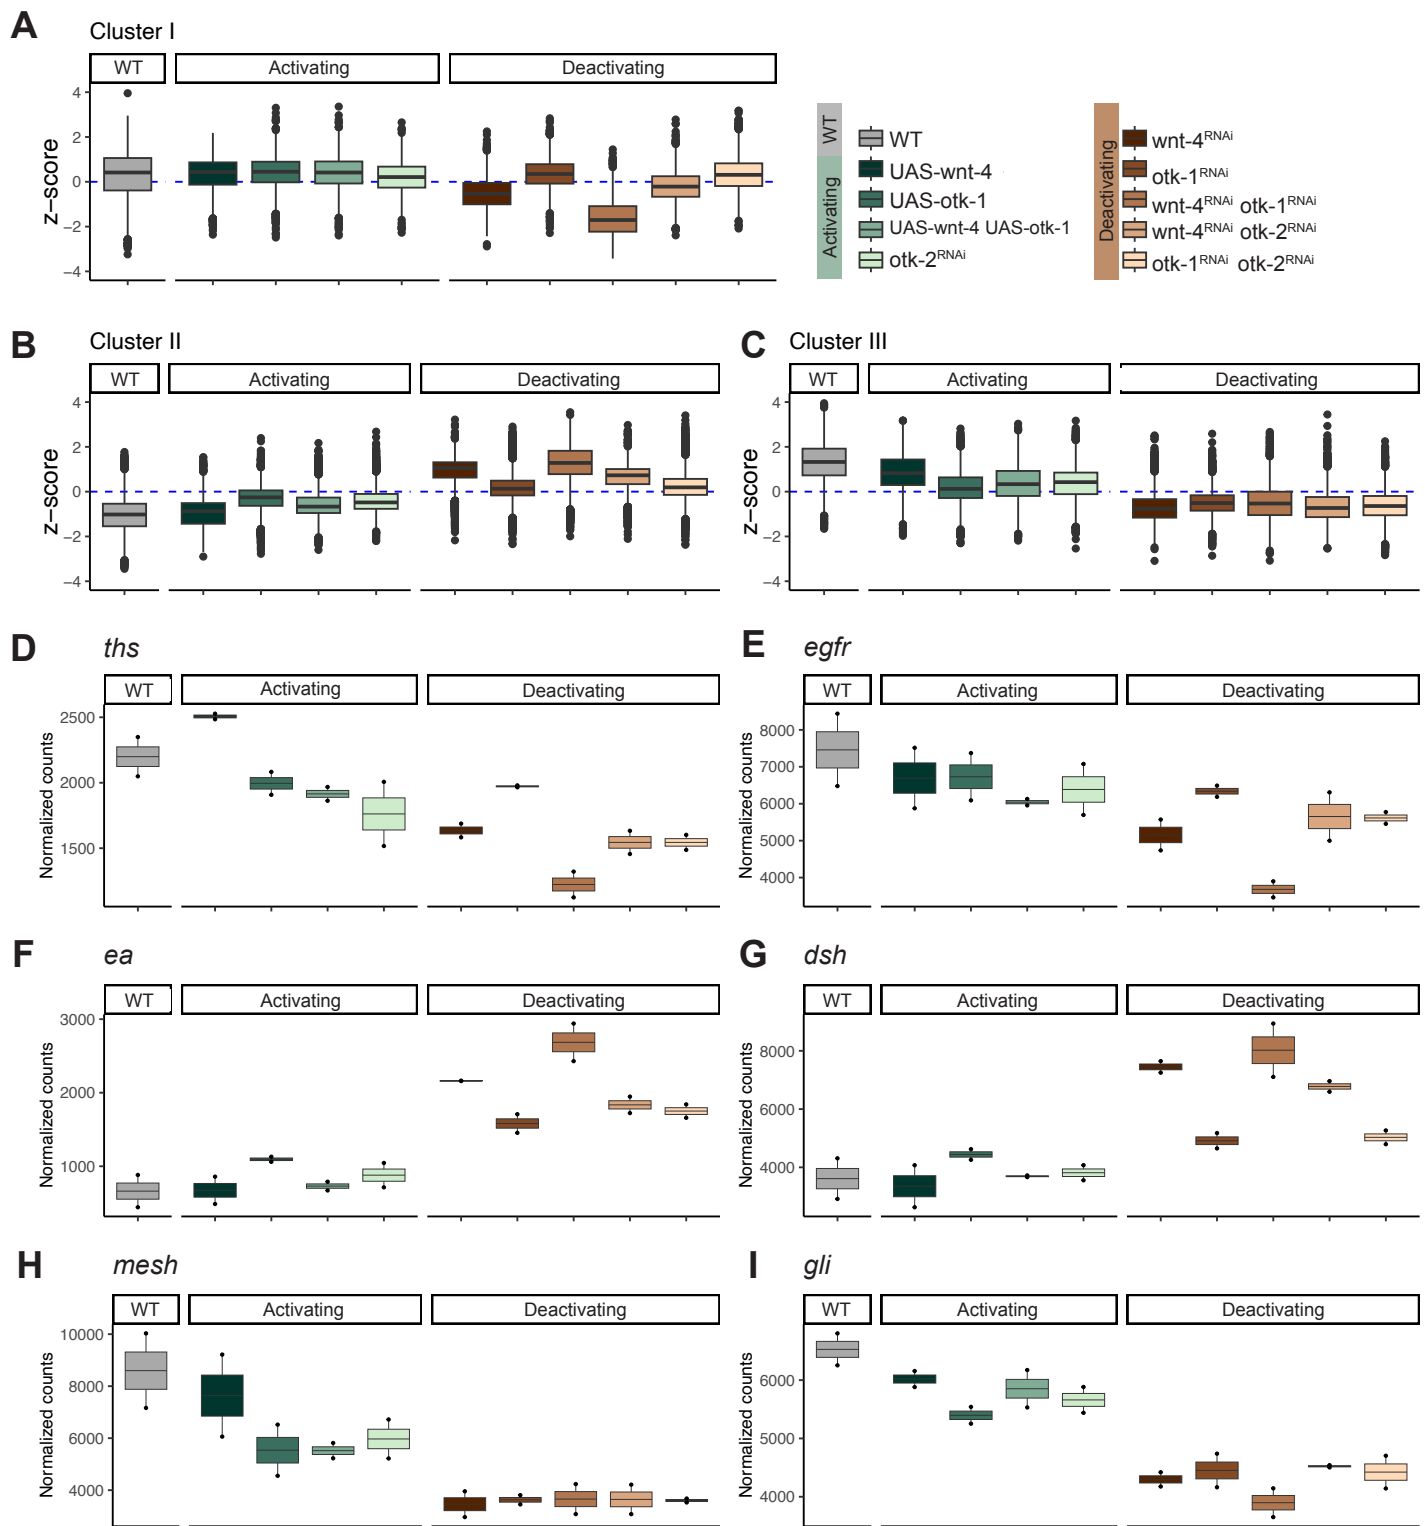 A
Cluster I
WT Activating Deactivating
z-score
4
2
0
−2
−4
WT
Activating
WT
UAS-wnt-4
UAS-otk-1
UAS-wnt-4 UAS-otk-1
otk-2RNAi
Deactivating
wnt-4RNAi
otk-1RNAi
wnt-4RNAi otk-1RNAi
wnt-4RNAi otk-2RNAi
otk-1RNAi otk-2RNAi
B
Cluster II
WT Activating Deactivating
z-score
4
2
0
−2
−4
C
Cluster III
WT Activating Deactivating
z-score
4
2
0
−2
−4
D
ths
WT Activating Deactivating
Normalized counts
2500
2000
1500
E
egfr
WT Activating Deactivating
Normalized counts
8000
7000
6000
5000
4000
F
ea
WT Activating Deactivating
Normalized counts
3000
2000
1000
G
dsh
WT Activating Deactivating
Normalized counts
8000
6000
4000
H
mesh
WT Activating Deactivating
Normalized counts
10000
8000
6000
4000
I
gli
WT Activating Deactivating
Normalized counts
6000
5000
4000